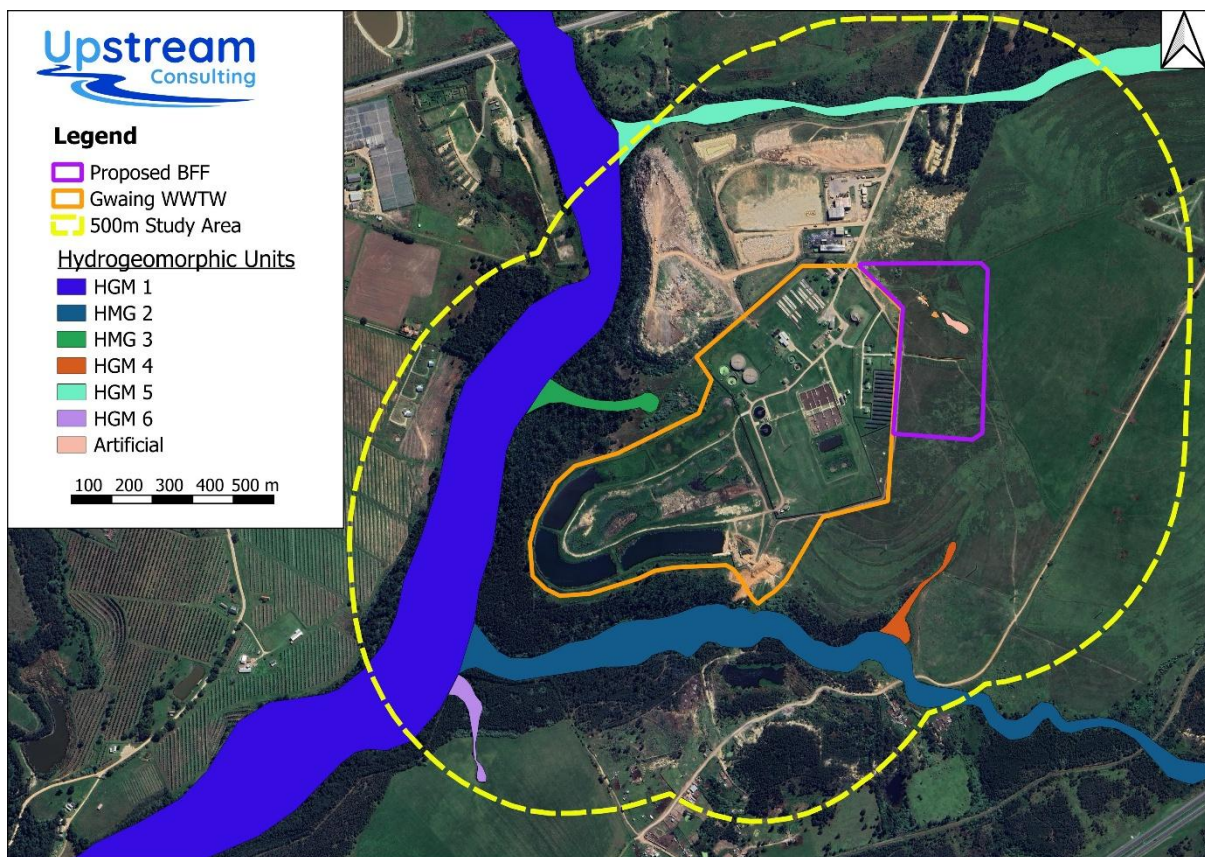 Upstream
Consulting
Legend
Proposed BFF
Gwaing WWTW
500m Study Area
Hydrogeomorphic Units
HGM 1
HMG 2
HMG 3
HGM 4
HGM 5
HGM 6
Artificial
100 200 300 400 500 m